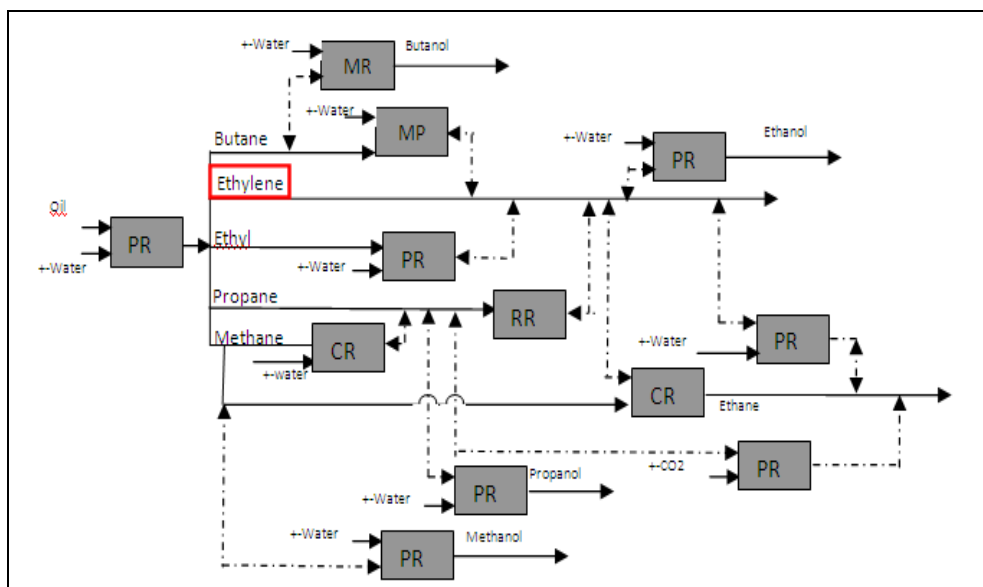 +-Water
Butanol
MR
+-Water
MP
Butane
+-Water
Ethanol
PR
Ethylene
Oil
PR
+-Water
Ethyl
PR
+-Water
Propane
RR
Methane
CR
+-water
+-Water
PR
CR
Ethane
+-CO2
PR
Propanol
PR
+-Water
+-Water
Methanol
PR